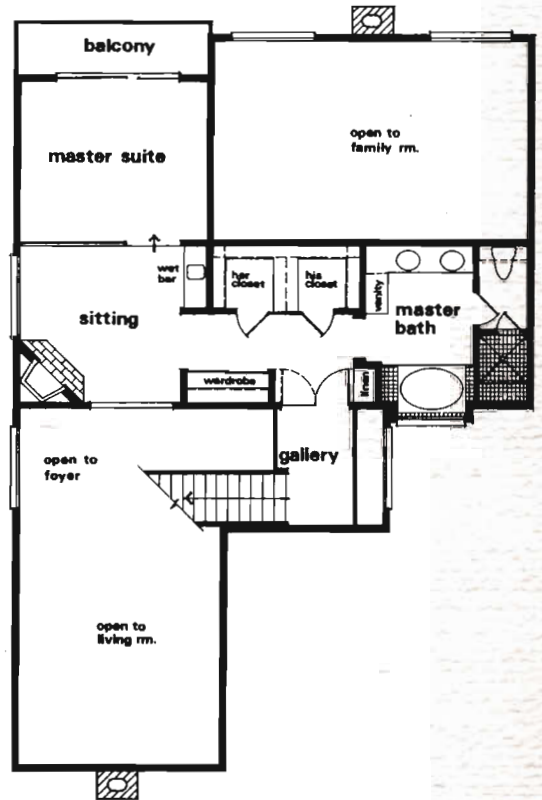 balcony
master suite
open to
family rm.
wet
bar
her
closet
his
closet
vanity
master
bath
sitting
wardrobe
linen
gallery
open to
foyer
open to
living rm.